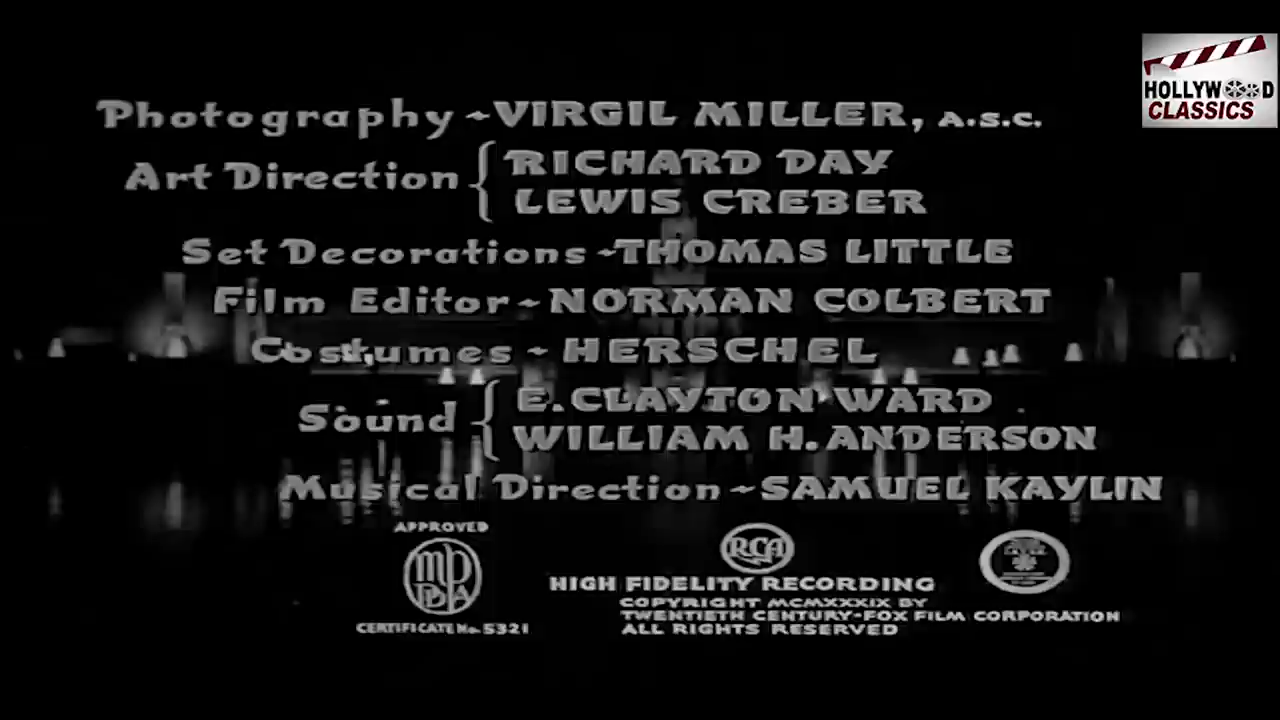 HOLLYWOOD
CLASSICS
Photography ~ VIRGIL MILLER, A.S.C.
Art Direction { RICHARD DAY
LEWIS CREBER
Set Decorations ~ THOMAS LITTLE
Film Editor ~ NORMAN COLBERT
Costumes ~ HERSCHEL
Sound { E. CLAYTON WARD
WILLIAM H. ANDERSON
Musical Direction ~ SAMUEL KAYLIN
APPROVED
MPPDA
CERTIFICATE No. 5321
RCA
HIGH FIDELITY RECORDING
COPYRIGHT MCMXXXIX BY
TWENTIETH CENTURY-FOX FILM CORPORATION
ALL RIGHTS RESERVED